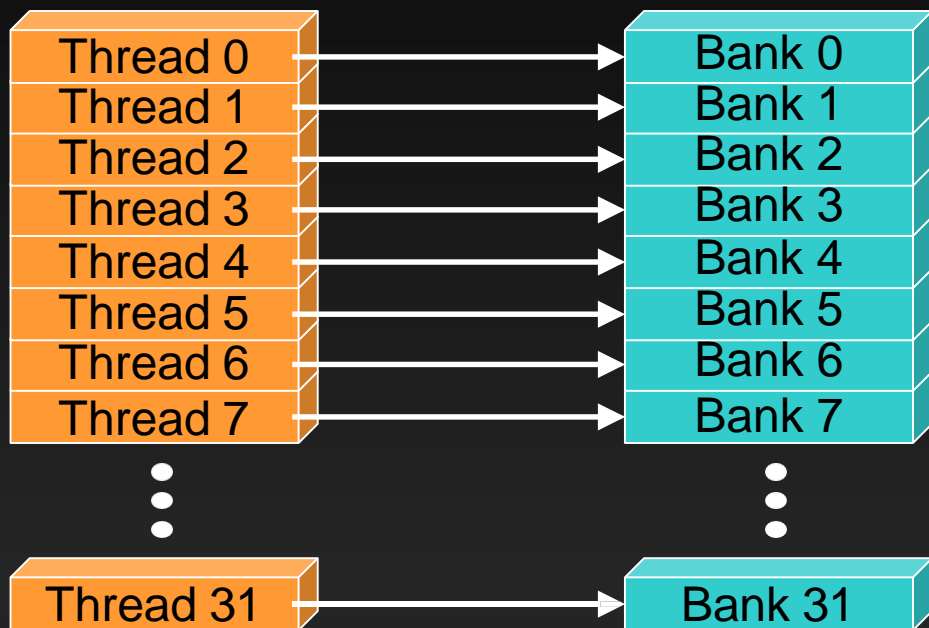 Thread 0
Bank 0
Thread 1
Bank 1
Thread 2
Bank 2
Thread 3
Bank 3
Thread 4
Bank 4
Thread 5
Bank 5
Thread 6
Bank 6
Thread 7
Bank 7
Thread 31
Bank 31